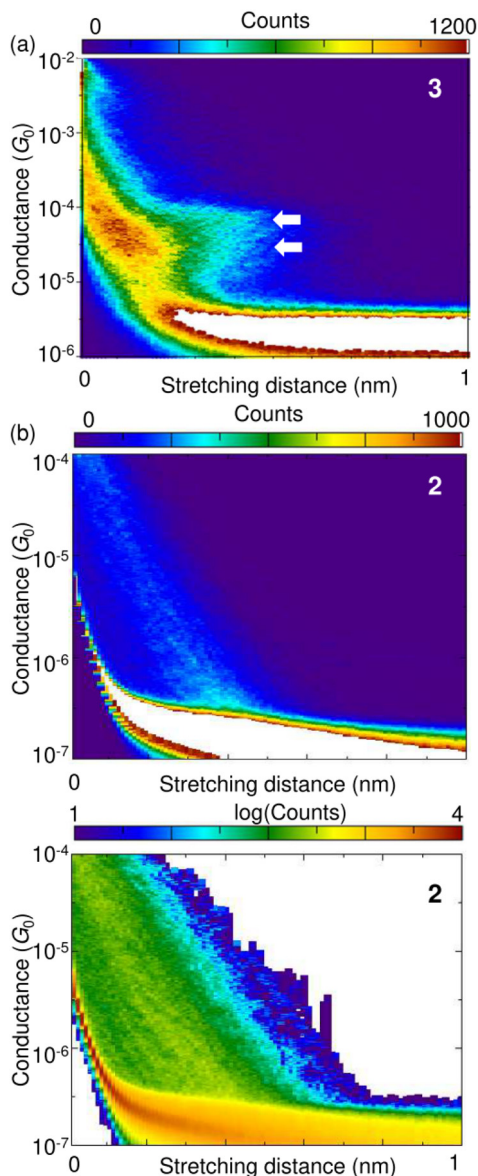 Counts
(a) 0 1200
10-2 3
10-3
10-4
10-5
10-6
Conductance (G0)
0 1
Stretching distance (nm)
Counts
(b) 0 1000
10-4 2
10-5
10-6
10-7
Conductance (G0)
0
Stretching distance (nm)
log(Counts)
1 4
10-4 2
10-5
10-6
10-7
Conductance (G0)
0 1
Stretching distance (nm)